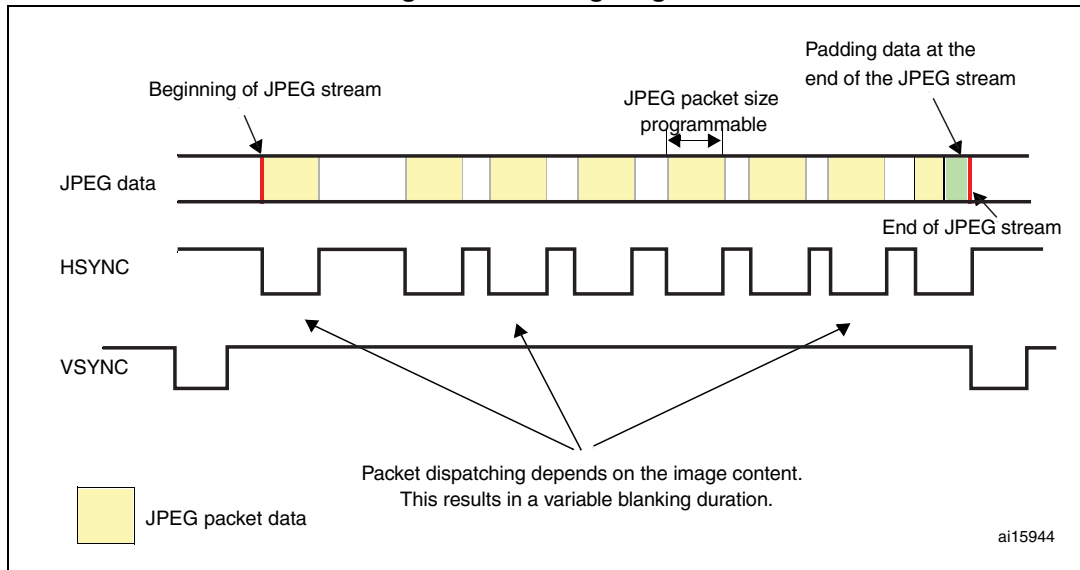 Padding data at the
end of the JPEG stream
Beginning of JPEG stream
JPEG packet size
programmable
JPEG data
End of JPEG stream
HSYNC
VSYNC
Packet dispatching depends on the image content.
This results in a variable blanking duration.
JPEG packet data
ai15944